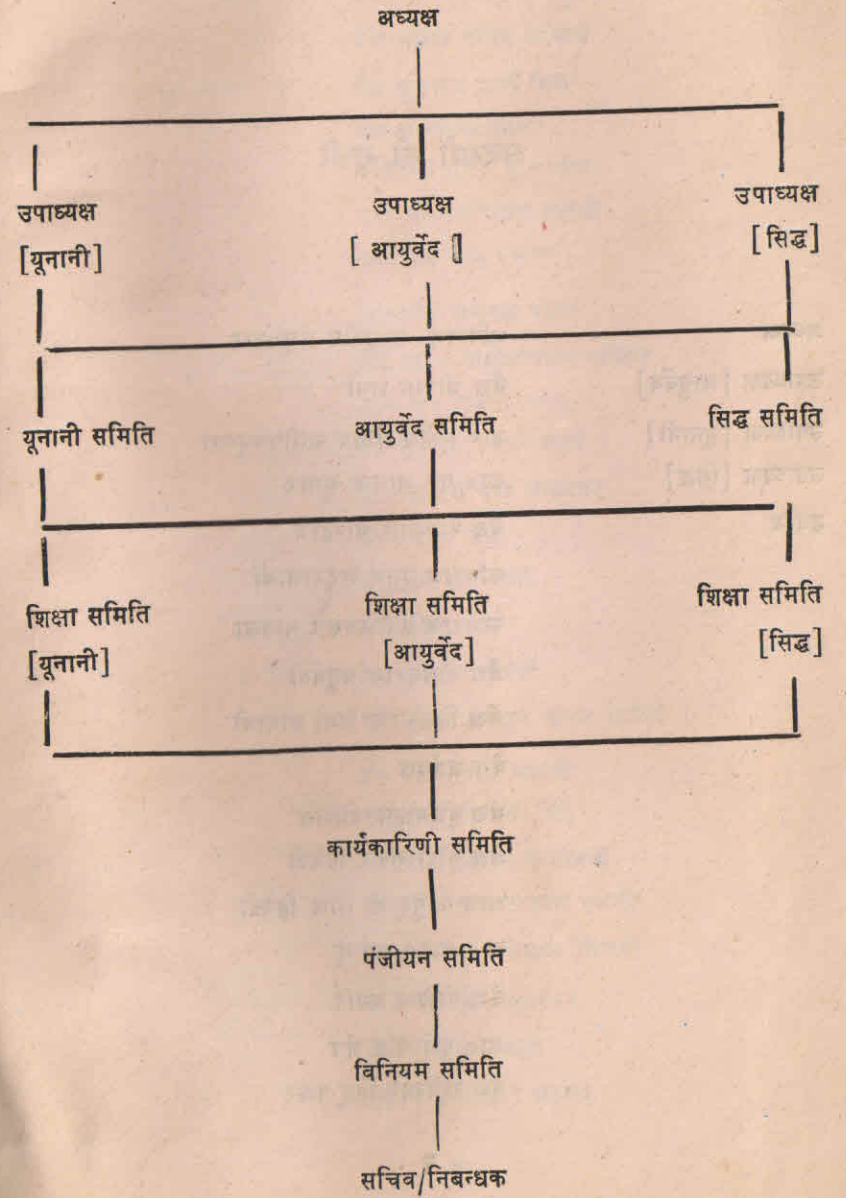 अध्यक्ष
उपाध्यक्ष
[यूनानी]
उपाध्यक्ष
[ आयुर्वेद ]
उपाध्यक्ष
[सिद्ध]
यूनानी समिति
आयुर्वेद समिति
सिद्ध समिति
शिक्षा समिति
[यूनानी]
शिक्षा समिति
[आयुर्वेद]
शिक्षा समिति
[सिद्ध]
कार्यकारिणी समिति
पंजीयन समिति
विनियम समिति
सचिव/निबन्धक